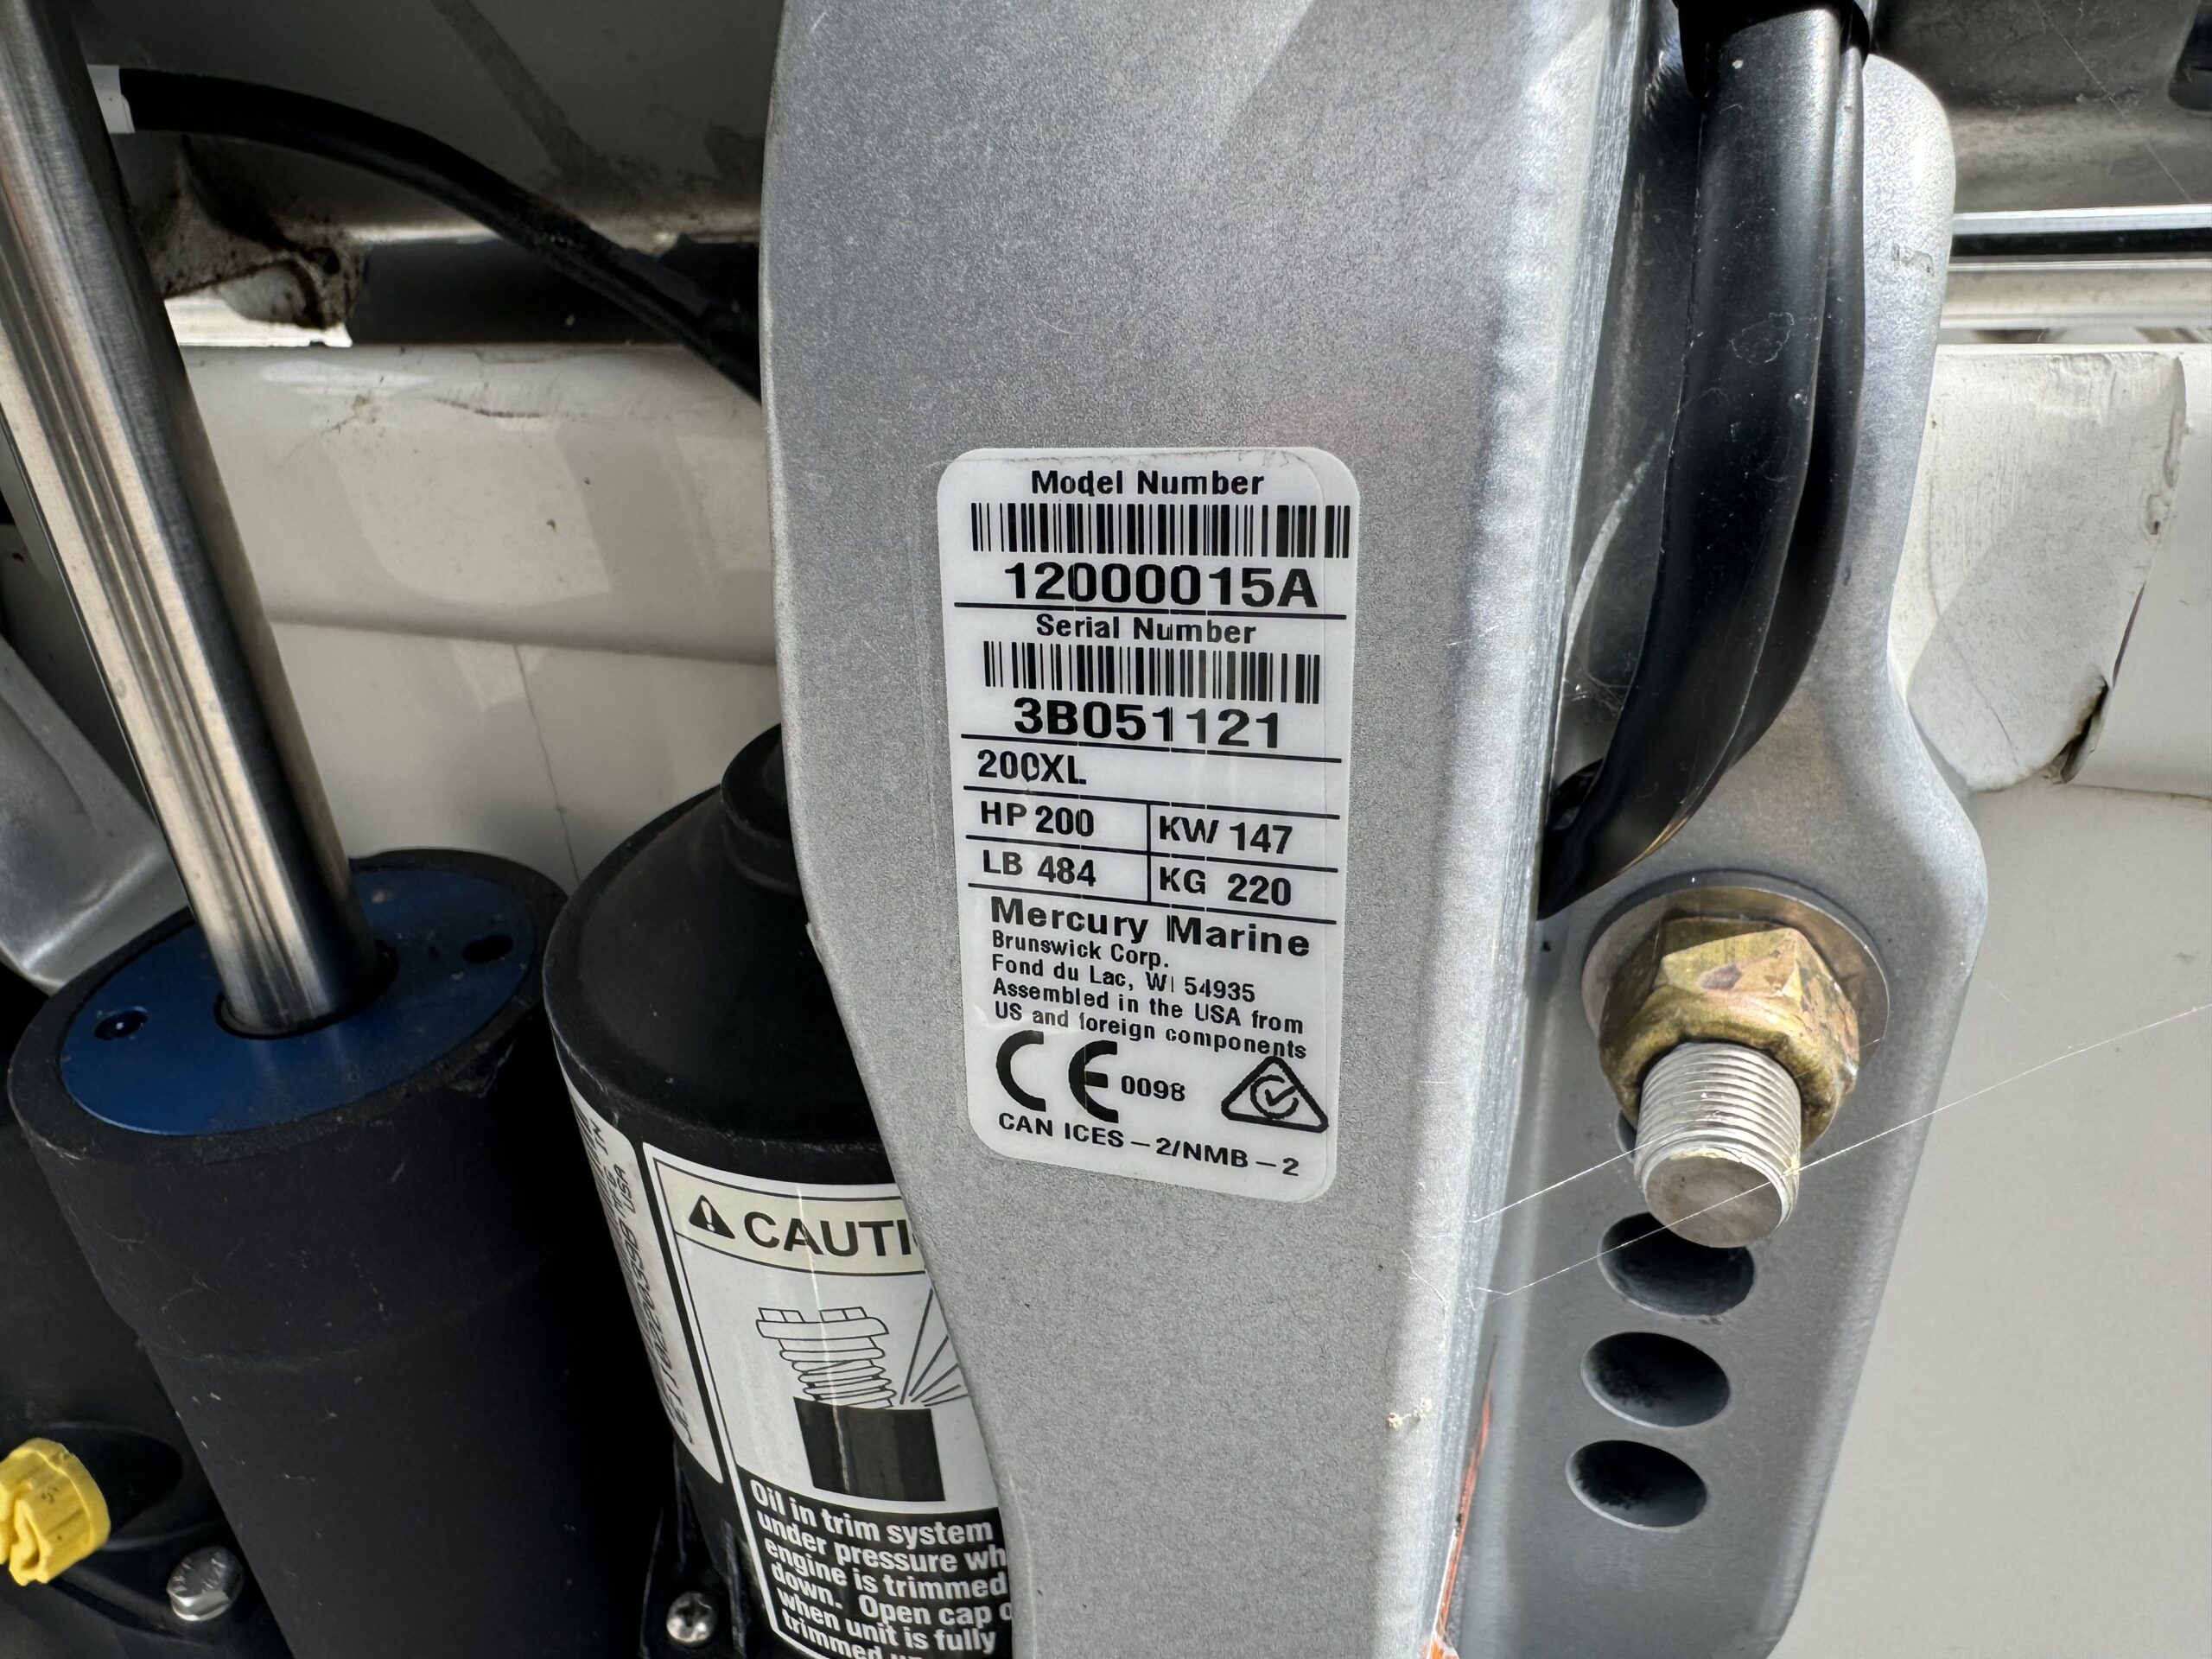 Model Number
12000015A
Serial Number
3B051121
200XL
HP 200 KW 147
LB 484 KG 220
Mercury Marine
Brunswick Corp.
Fond du Lac, WI 54935
Assembled in the USA from
US and foreign components
CE 0098
CAN ICES-2/NMB-2
CAUTI
Oil in trim system
under pressure wh
engine is trimmed
down. Open cap
when unit is fully
trimmed